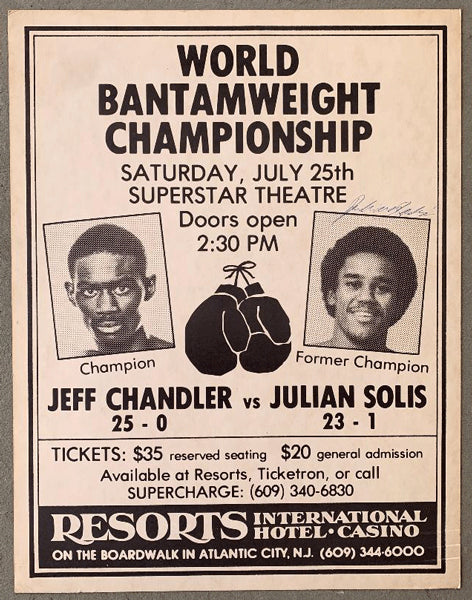 WORLD
BANTAMWEIGHT
CHAMPIONSHIP
SATURDAY, JULY 25th
SUPERSTAR THEATRE
Doors open
2:30 PM
Champion
Former Champion
JEFF CHANDLER vs JULIAN SOLIS
25 - 0
23 - 1
TICKETS: $35 reserved seating $20 general admission
Available at Resorts, Ticketron, or call
SUPERCHARGE: (609) 340-6830
RESORTS INTERNATIONAL
HOTEL • CASINO
ON THE BOARDWALK IN ATLANTIC CITY, N.J. (609) 344-6000